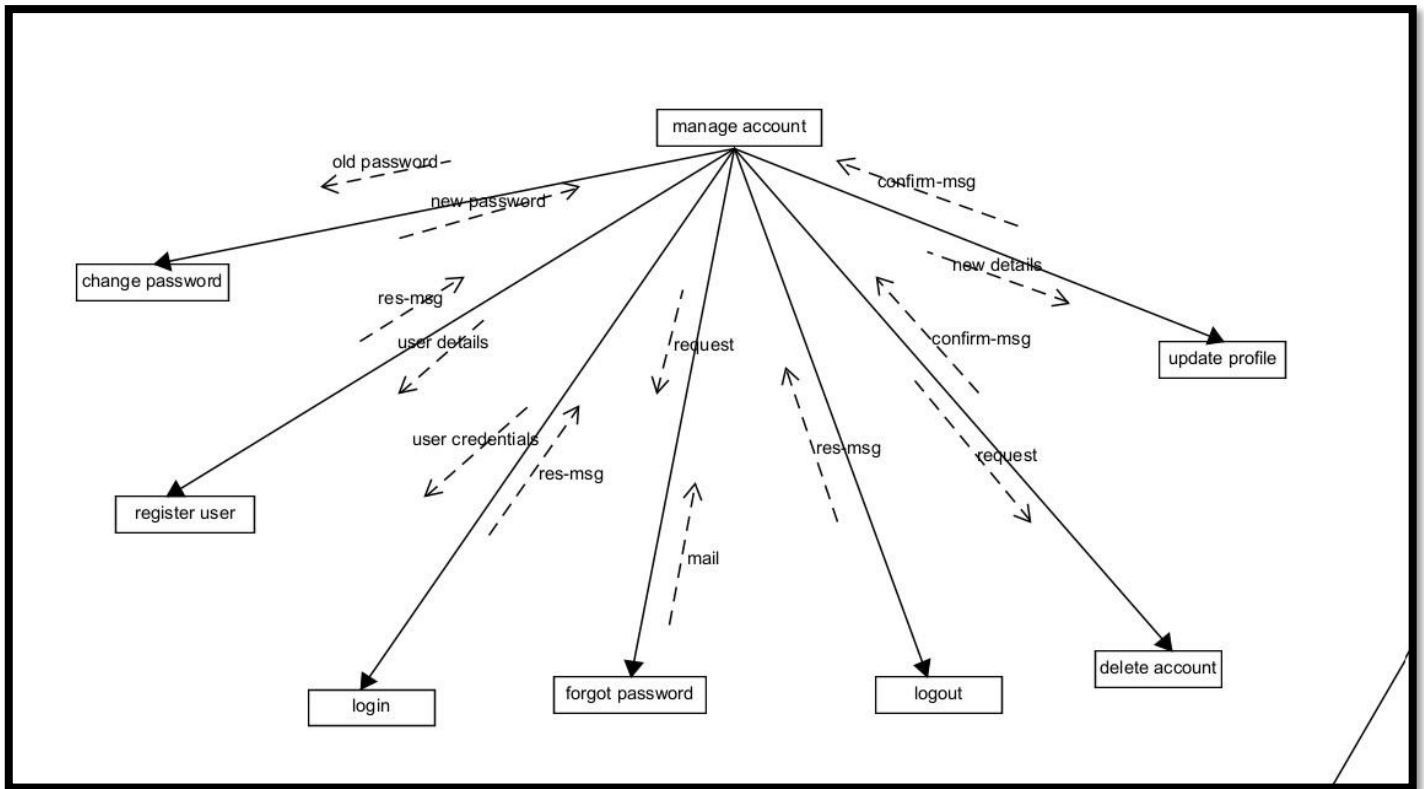 manage account
old password
confirm-msg
new password
new details
change password
res-msg
user details
request
confirm-msg
update profile
user credentials
res-msg
res-msg
request
register user
mail
login
forgot password
logout
delete account